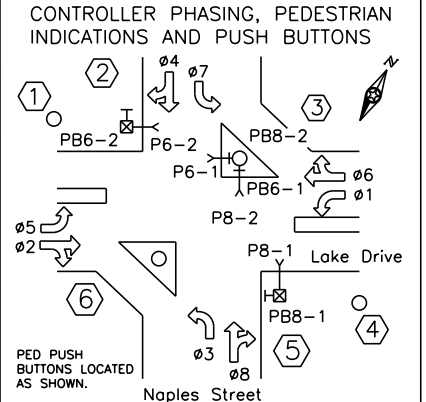 CONTROLLER PHASING, PEDESTRIAN
INDICATIONS AND PUSH BUTTONS
N
2
ø4
ø7
1
3
PB6-2
P6-2
PB8-2
P6-1
PB6-1
ø6
ø1
P8-2
ø5
ø2
P8-1
Lake Drive
6
PB8-1
4
ø3
5
ø8
PED PUSH
BUTTONS LOCATED
AS SHOWN.
Naples Street